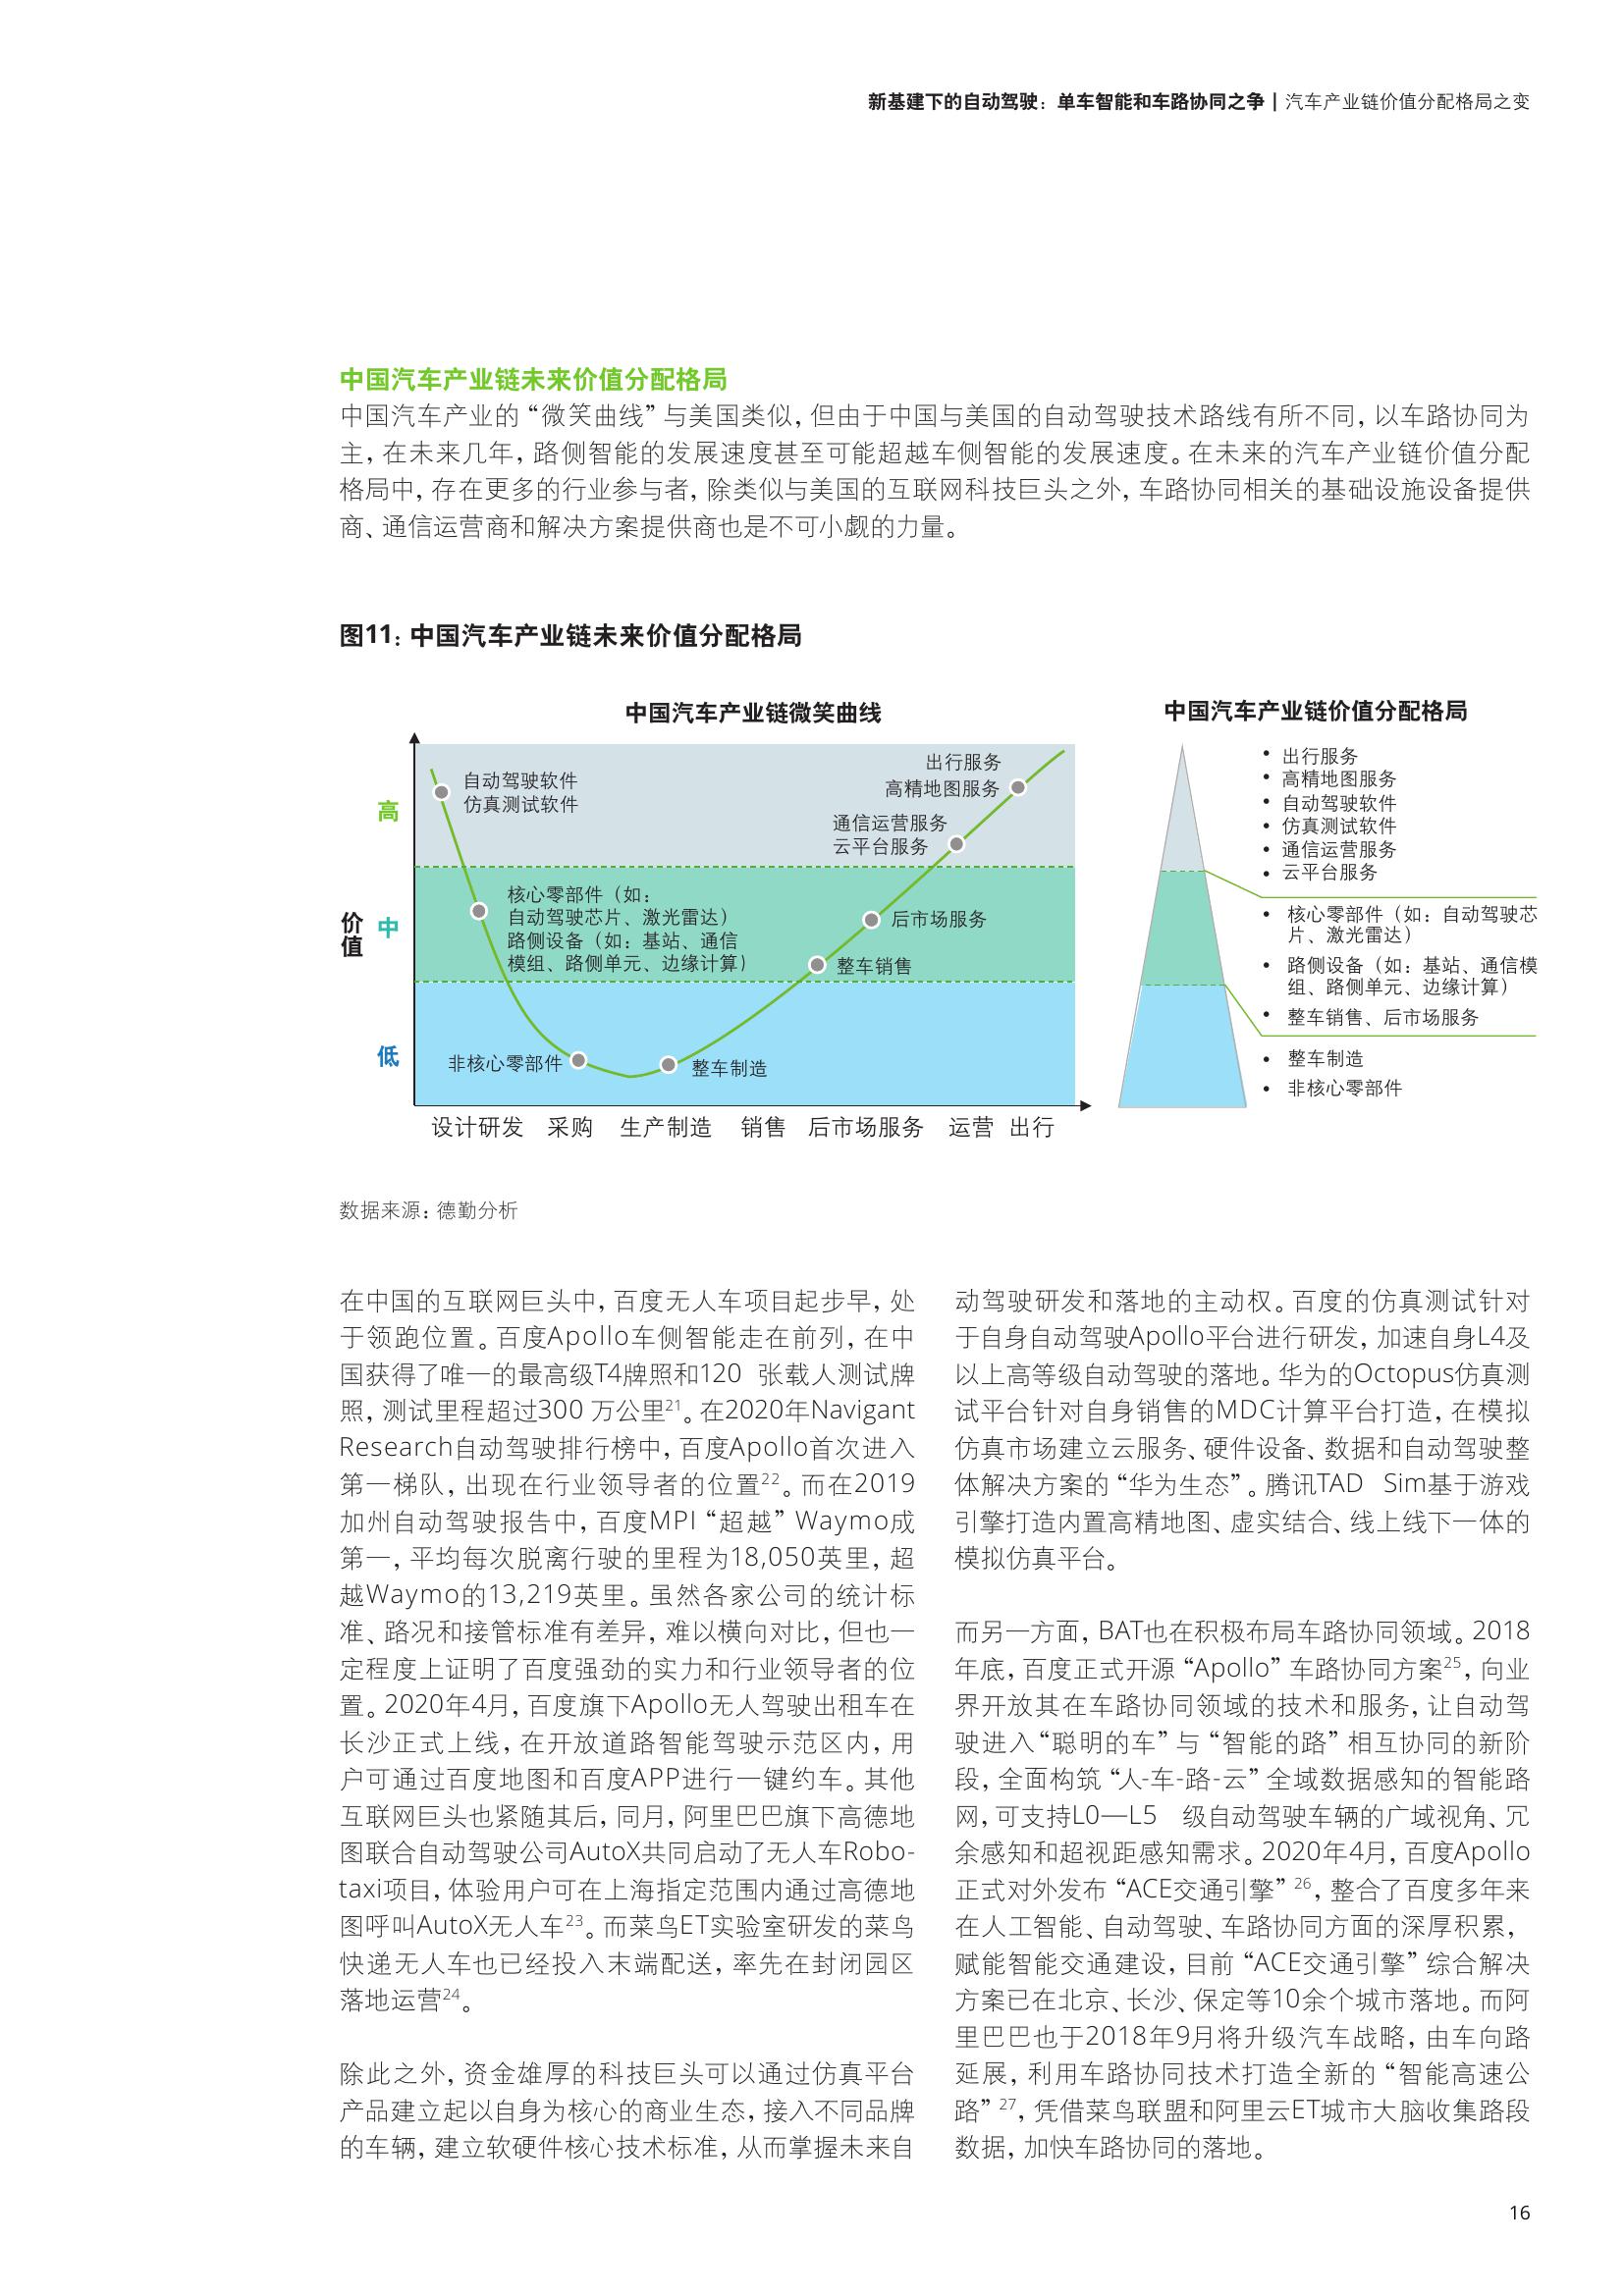 新基建下的自动驾驶：单车智能和车路协同之争 | 汽车产业链价值分配格局之变
中国汽车产业链未来价值分配格局
中国汽车产业的“微笑曲线”与美国类似，但由于中国与美国的自动驾驶技术路线有所不同，以车路协同为
主，在未来几年，路侧智能的发展速度甚至可能超越车侧智能的发展速度。在未来的汽车产业链价值分配
格局中，存在更多的行业参与者，除类似与美国的互联网科技巨头之外，车路协同相关的基础设施设备提供
商、通信运营商和解决方案提供商也是不可小觑的力量。
图11：中国汽车产业链未来价值分配格局
中国汽车产业链微笑曲线
价值
高
中
低
自动驾驶软件
仿真测试软件
出行服务
高精地图服务
通信运营服务
云平台服务
核心零部件（如：
自动驾驶芯片、激光雷达）
路侧设备（如：基站、通信
模组、路侧单元、边缘计算）
后市场服务
整车销售
非核心零部件
整车制造
设计研发 采购 生产制造 销售 后市场服务 运营 出行
中国汽车产业链价值分配格局
• 出行服务
• 高精地图服务
• 自动驾驶软件
• 仿真测试软件
• 通信运营服务
• 云平台服务
• 核心零部件（如：自动驾驶芯
片、激光雷达）
• 路侧设备（如：基站、通信模
组、路侧单元、边缘计算）
• 整车销售、后市场服务
• 整车制造
• 非核心零部件
数据来源：德勤分析
在中国的互联网巨头中，百度无人车项目起步早，处
于领跑位置。百度Apollo车侧智能走在前列，在中
国获得了唯一的最高级T4牌照和120 张载人测试牌
照，测试里程超过300 万公里21。在2020年Navigant
Research自动驾驶排行榜中，百度Apollo首次进入
第一梯队，出现在行业领导者的位置22。而在2019
加州自动驾驶报告中，百度MPI“超越”Waymo成
第一，平均每次脱离行驶的里程为18,050英里，超
越Waymo的13,219英里。虽然各家公司的统计标
准、路况和接管标准有差异，难以横向对比，但也一
定程度上证明了百度强劲的实力和行业领导者的位
置。2020年4月，百度旗下Apollo无人驾驶出租车在
长沙正式上线，在开放道路智能驾驶示范区内，用
户可通过百度地图和百度APP进行一键约车。其他
互联网巨头也紧随其后，同月，阿里巴巴旗下高德地
图联合自动驾驶公司AutoX共同启动了无人车Robo-
taxi项目，体验用户可在上海指定范围内通过高德地
图呼叫AutoX无人车23。而菜鸟ET实验室研发的菜鸟
快递无人车也已经投入末端配送，率先在封闭园区
落地运营24。
除此之外，资金雄厚的科技巨头可以通过仿真平台
产品建立起以自身为核心的商业生态，接入不同品牌
的车辆，建立软硬件核心技术标准，从而掌握未来自
动驾驶研发和落地的主动权。百度的仿真测试针对
于自身自动驾驶Apollo平台进行研发，加速自身L4及
以上高等级自动驾驶的落地。华为的Octopus仿真测
试平台针对自身销售的MDC计算平台打造，在模拟
仿真市场建立云服务、硬件设备、数据和自动驾驶整
体解决方案的“华为生态”。腾讯TAD Sim基于游戏
引擎打造内置高精地图、虚实结合、线上线下一体的
模拟仿真平台。
而另一方面，BAT也在积极布局车路协同领域。2018
年底，百度正式开源“Apollo”车路协同方案25，向业
界开放其在车路协同领域的技术和服务，让自动驾
驶进入“聪明的车”与“智能的路”相互协同的新阶
段，全面构筑“人-车-路-云”全域数据感知的智能路
网，可支持L0—L5 级自动驾驶车辆的广域视角、冗
余感知和超视距感知需求。2020年4月，百度Apollo
正式对外发布“ACE交通引擎”26，整合了百度多年来
在人工智能、自动驾驶、车路协同方面的深厚积累，
赋能智能交通建设，目前“ACE交通引擎”综合解决
方案已在北京、长沙、保定等10余个城市落地。而阿
里巴巴也于2018年9月将升级汽车战略，由车向路
延展，利用车路协同技术打造全新的“智能高速公
路”27，凭借菜鸟联盟和阿里云ET城市大脑收集路段
数据，加快车路协同的落地。
16